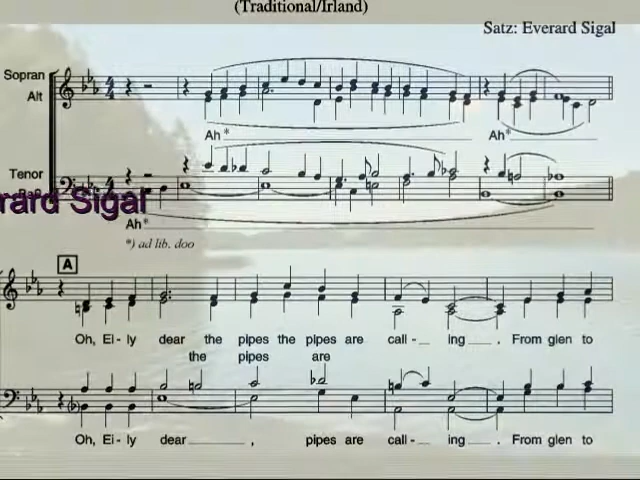 (Traditional/Irland)
Satz: Everard Sigal
Sopran
Alt
Ah* Ah*
Tenor
rard Sigal
Ah*
*) ad lib. doo
A
Oh, Ei - ly dear the pipes the pipes are call - ing . From glen to
the pipes are
Oh, Ei - ly dear , pipes are call - ing . From glen to